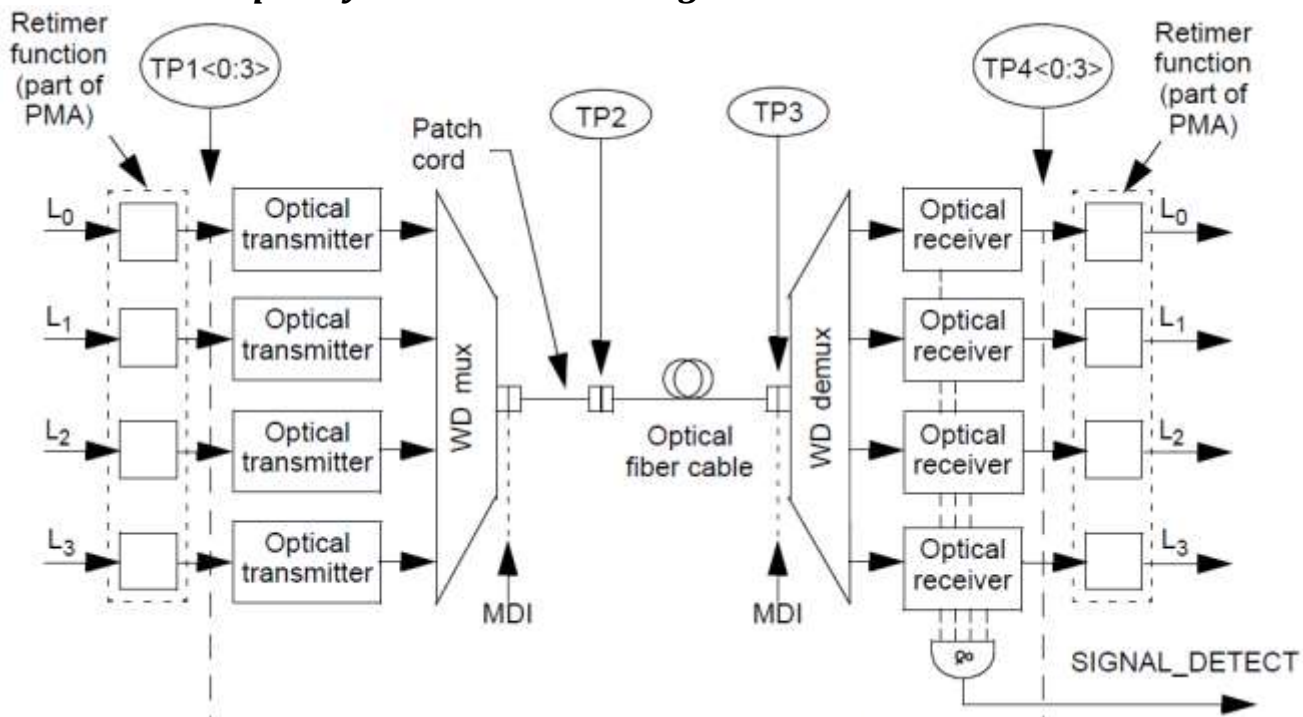 Retimer
function
(part of
PMA)
TP1<0:3>
Patch
cord
TP2
TP3
TP4<0:3>
Retimer
function
(part of
PMA)
L0
Optical
transmitter
Optical
receiver
L0
L1
Optical
transmitter
Optical
receiver
L1
L2
Optical
transmitter
Optical
receiver
L2
L3
Optical
transmitter
Optical
receiver
L3
WD mux
Optical
fiber cable
WD demux
MDI
MDI
&
SIGNAL_DETECT